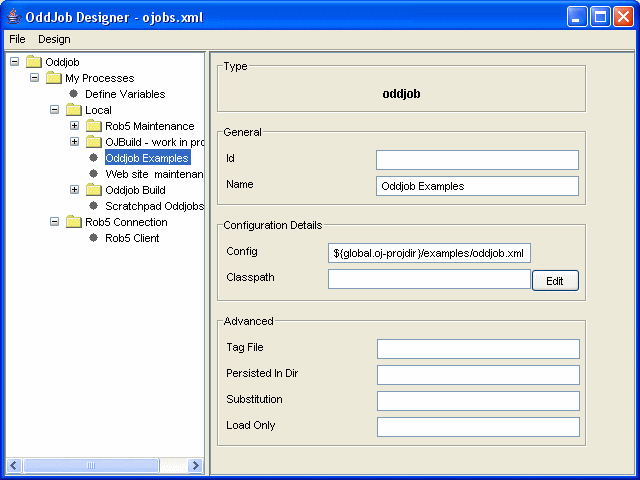 OddJob Designer - ojobs.xml
File Design
Oddjob
My Processes
Define Variables
Local
Rob5 Maintenance
OJBuild - work in pro
Oddjob Examples
Web site maintenan
Oddjob Build
Scratchpad Oddjobs
Rob5 Connection
Rob5 Client
Type
oddjob
General
Id
Name Oddjob Examples
Configuration Details
Config ${global.oj-projdir}/examples/oddjob.xml
Classpath Edit
Advanced
Tag File
Persisted In Dir
Substitution
Load Only